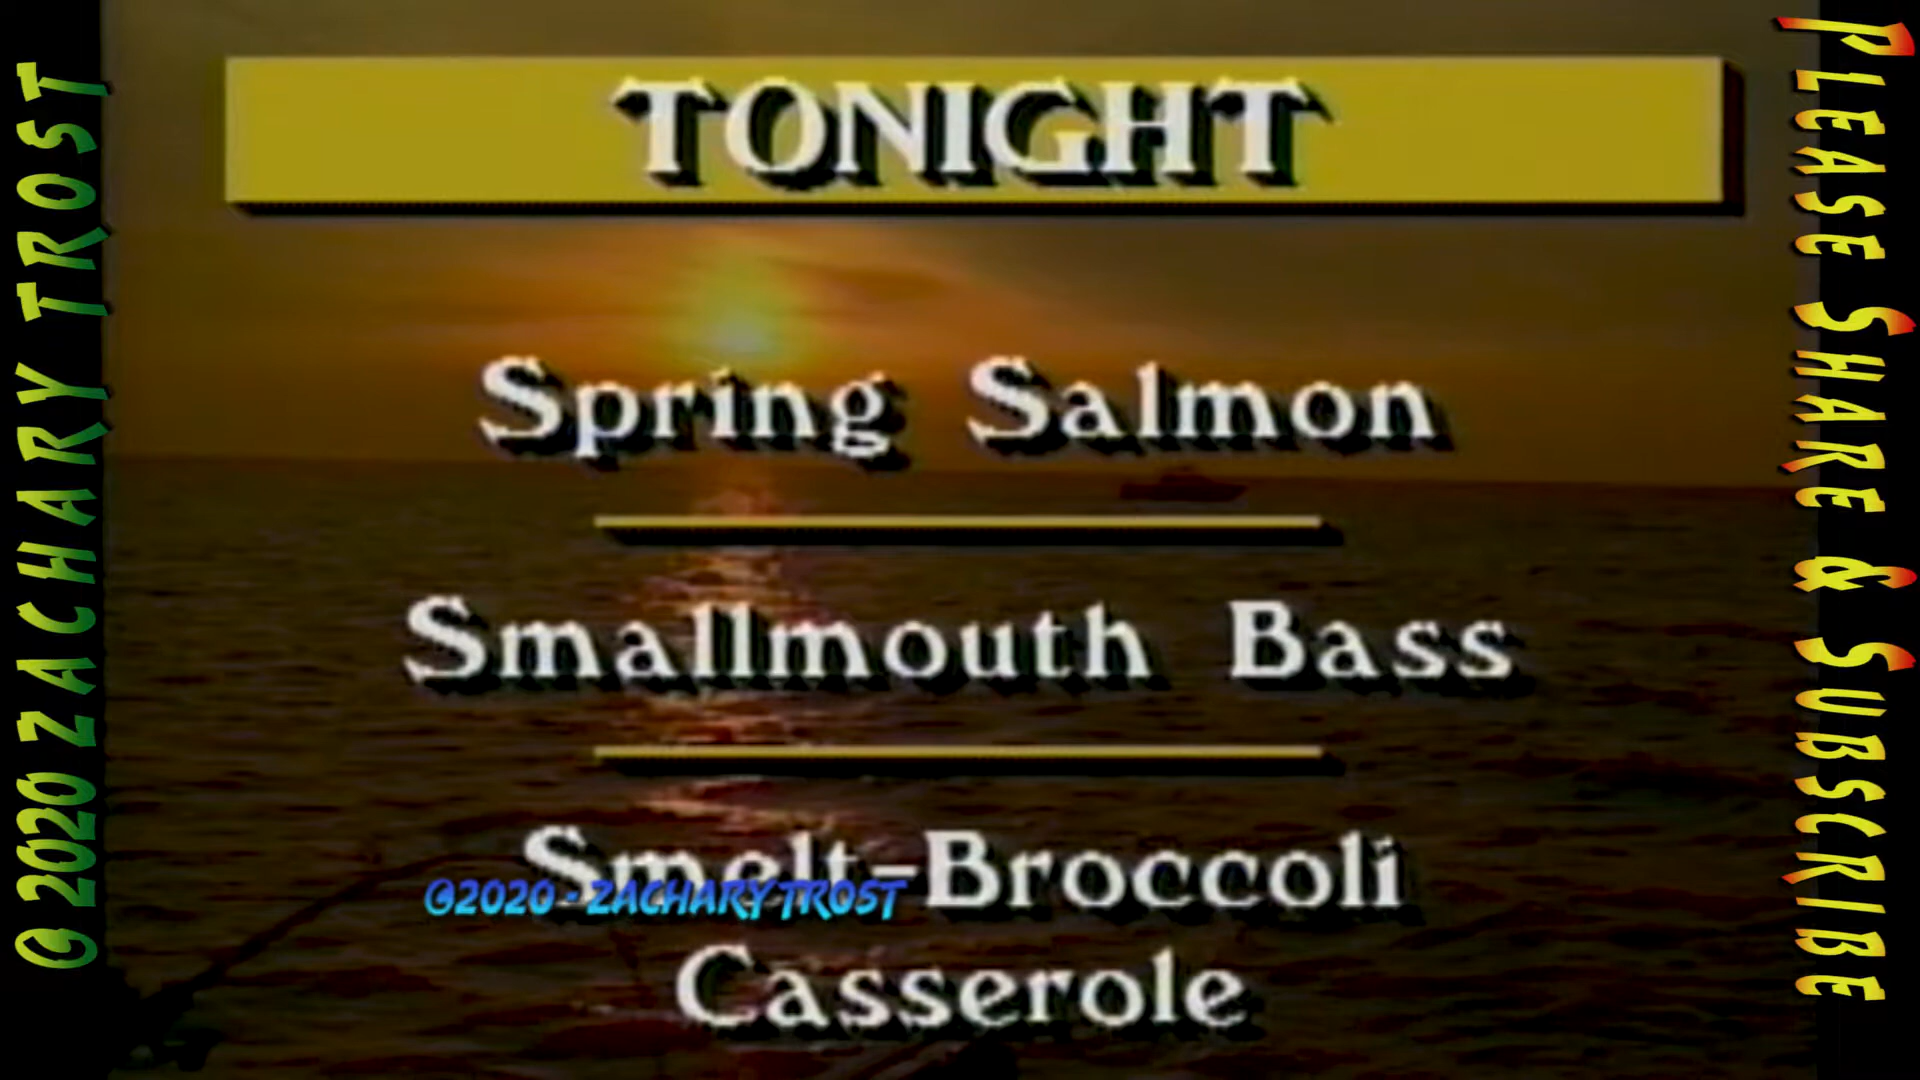 TONIGHT
Spring Salmon
Smallmouth Bass
Smelt-Broccoli
Casserole
©2020 - ZACHARY TROST
© 2020 ZACHARY TROST
PLEASE SHARE & SUBSCRIBE